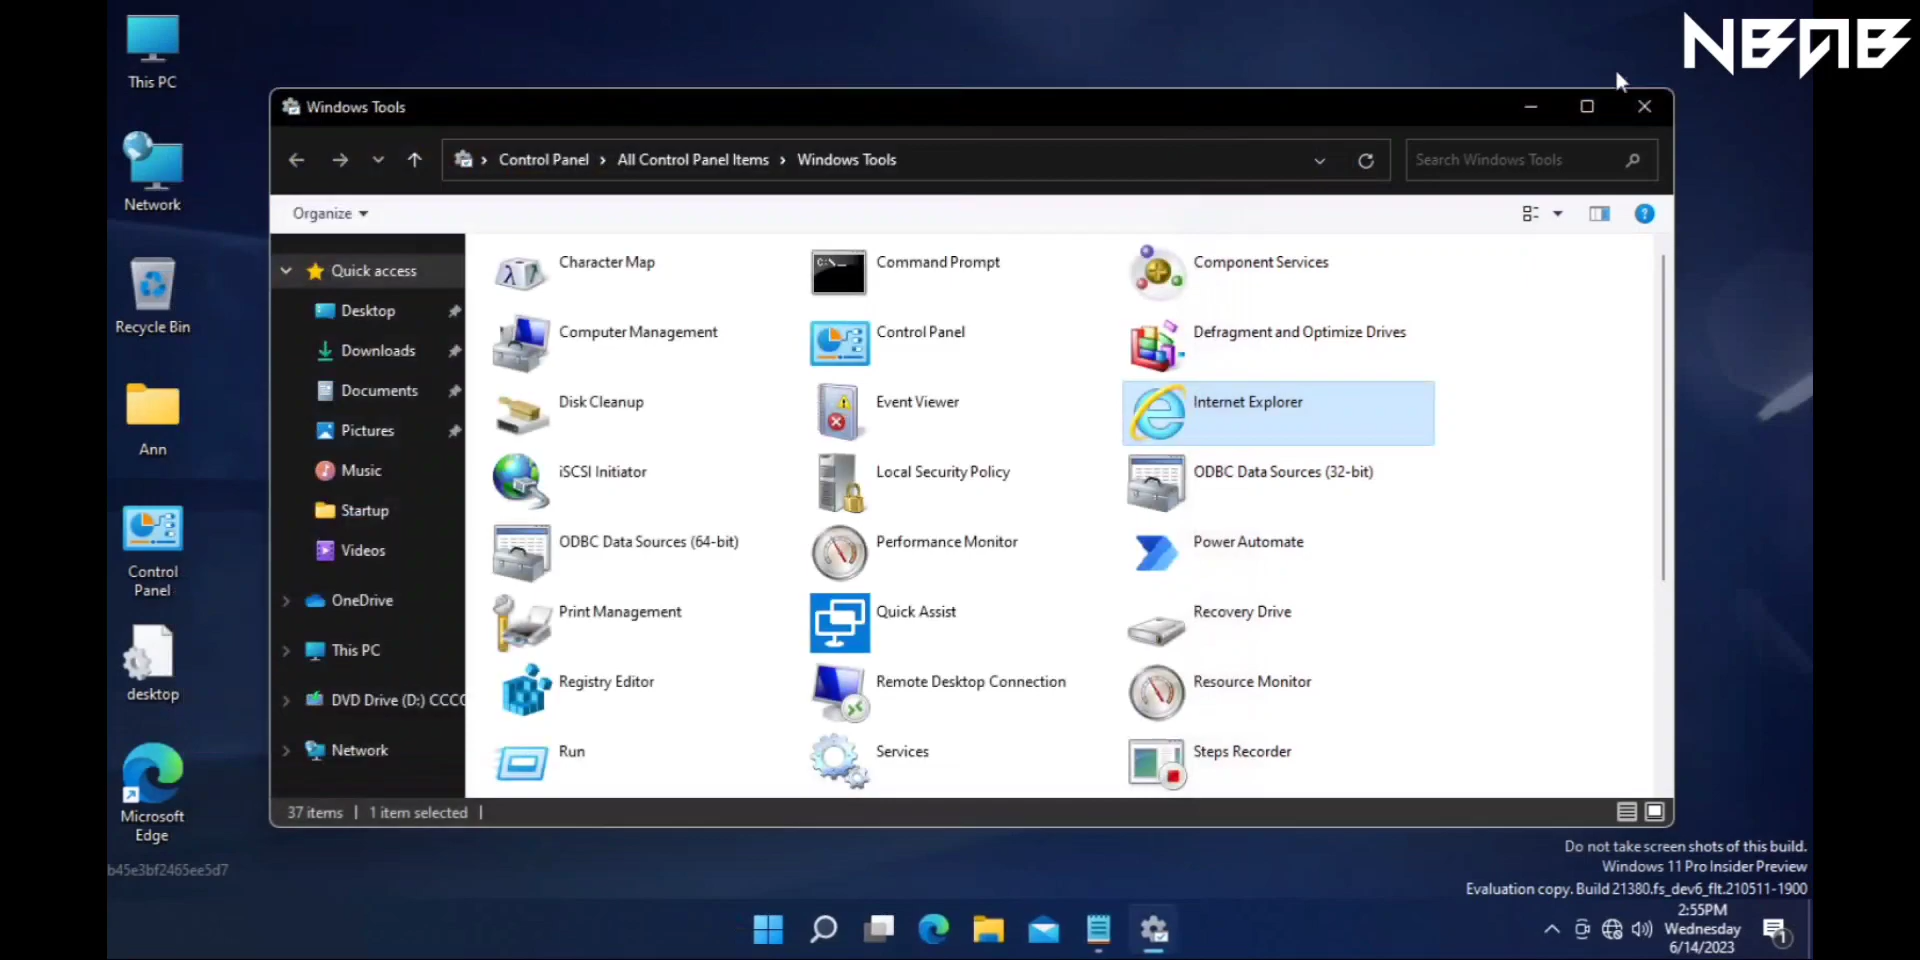 NBAB
This PC
Network
Recycle Bin
Ann
Control
Panel
desktop
Microsoft
Edge
b45e3bf2465ee5d7
Windows Tools
Control Panel › All Control Panel Items › Windows Tools
Search Windows Tools
Organize
Quick access
Desktop
Downloads
Documents
Pictures
Music
Startup
Videos
OneDrive
This PC
DVD Drive (D:) CCCC
Network
Character Map
Command Prompt
Component Services
Computer Management
Control Panel
Defragment and Optimize Drives
Disk Cleanup
Event Viewer
Internet Explorer
iSCSI Initiator
Local Security Policy
ODBC Data Sources (32-bit)
ODBC Data Sources (64-bit)
Performance Monitor
Power Automate
Print Management
Quick Assist
Recovery Drive
Registry Editor
Remote Desktop Connection
Resource Monitor
Run
Services
Steps Recorder
37 items
1 item selected
Do not take screen shots of this build.
Windows 11 Pro Insider Preview
Evaluation copy. Build 21380.fs_dev6_flt.210511-1900
2:55PM
Wednesday
6/14/2023
1